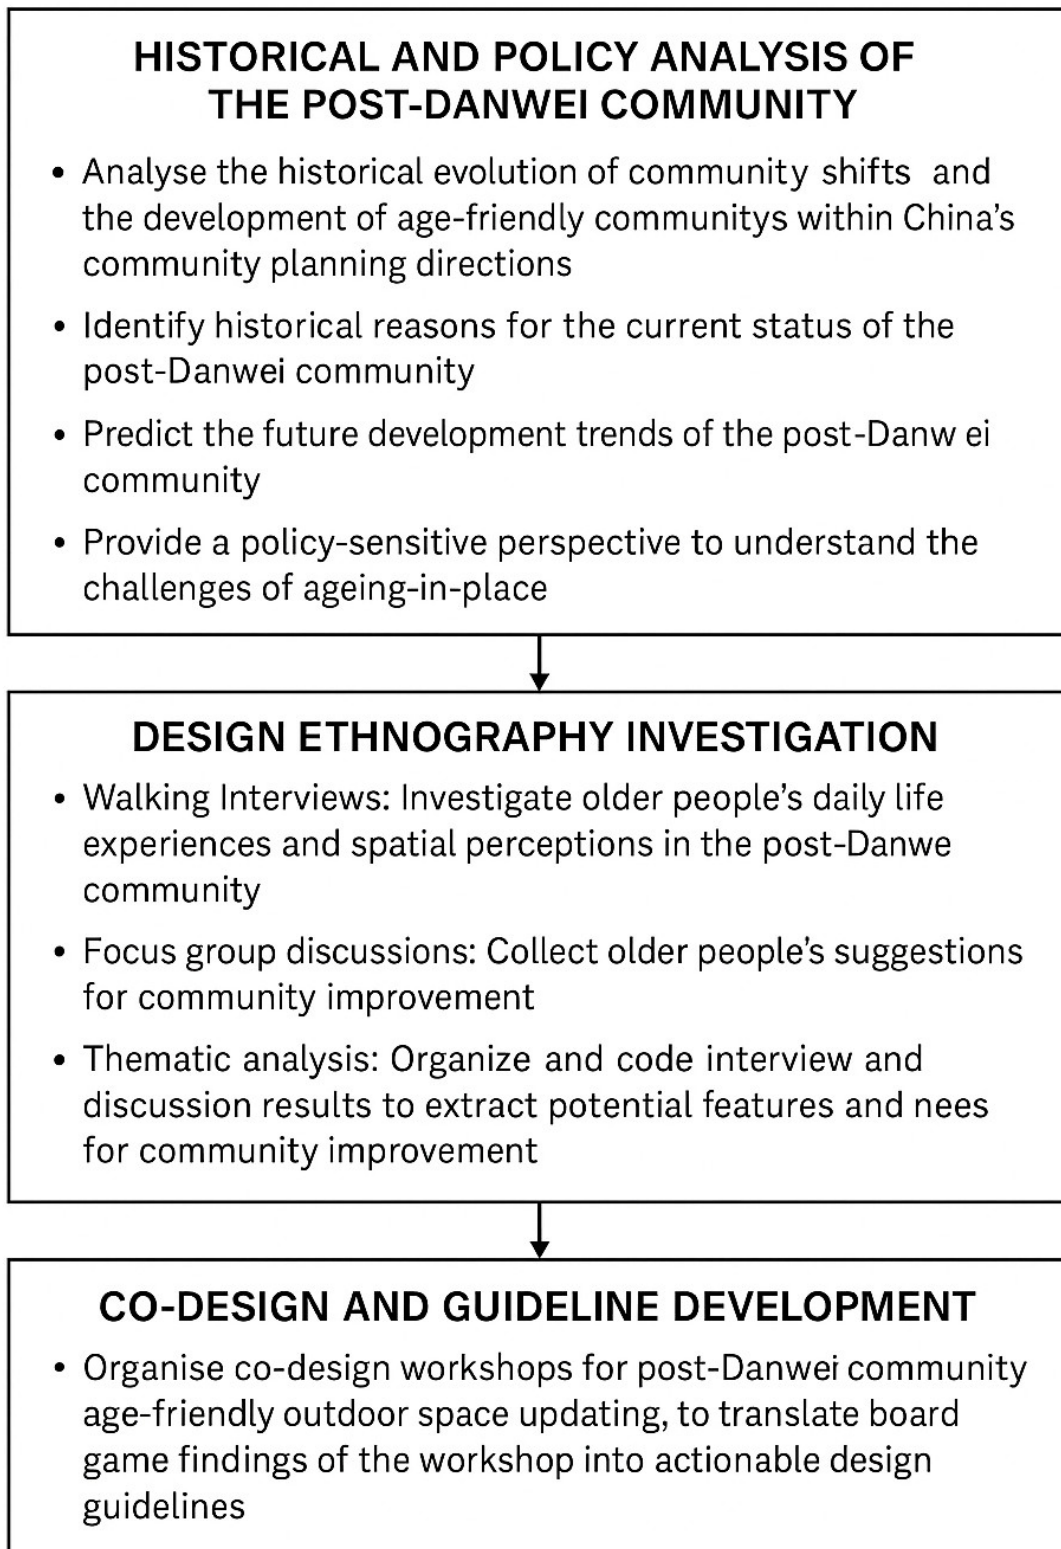 HISTORICAL AND POLICY ANALYSIS OF
THE POST-DANWEI COMMUNITY
• Analyse the historical evolution of community shifts and
the development of age-friendly communitys within China’s
community planning directions
• Identify historical reasons for the current status of the
post-Danwei community
• Predict the future development trends of the post-Danw ei
community
• Provide a policy-sensitive perspective to understand the
challenges of ageing-in-place
DESIGN ETHNOGRAPHY INVESTIGATION
• Walking Interviews: Investigate older people’s daily life
experiences and spatial perceptions in the post-Danwe
community
• Focus group discussions: Collect older people’s suggestions
for community improvement
• Thematic analysis: Organize and code interview and
discussion results to extract potential features and nees
for community improvement
CO-DESIGN AND GUIDELINE DEVELOPMENT
• Organise co-design workshops for post-Danwei community
age-friendly outdoor space updating, to translate board
game findings of the workshop into actionable design
guidelines